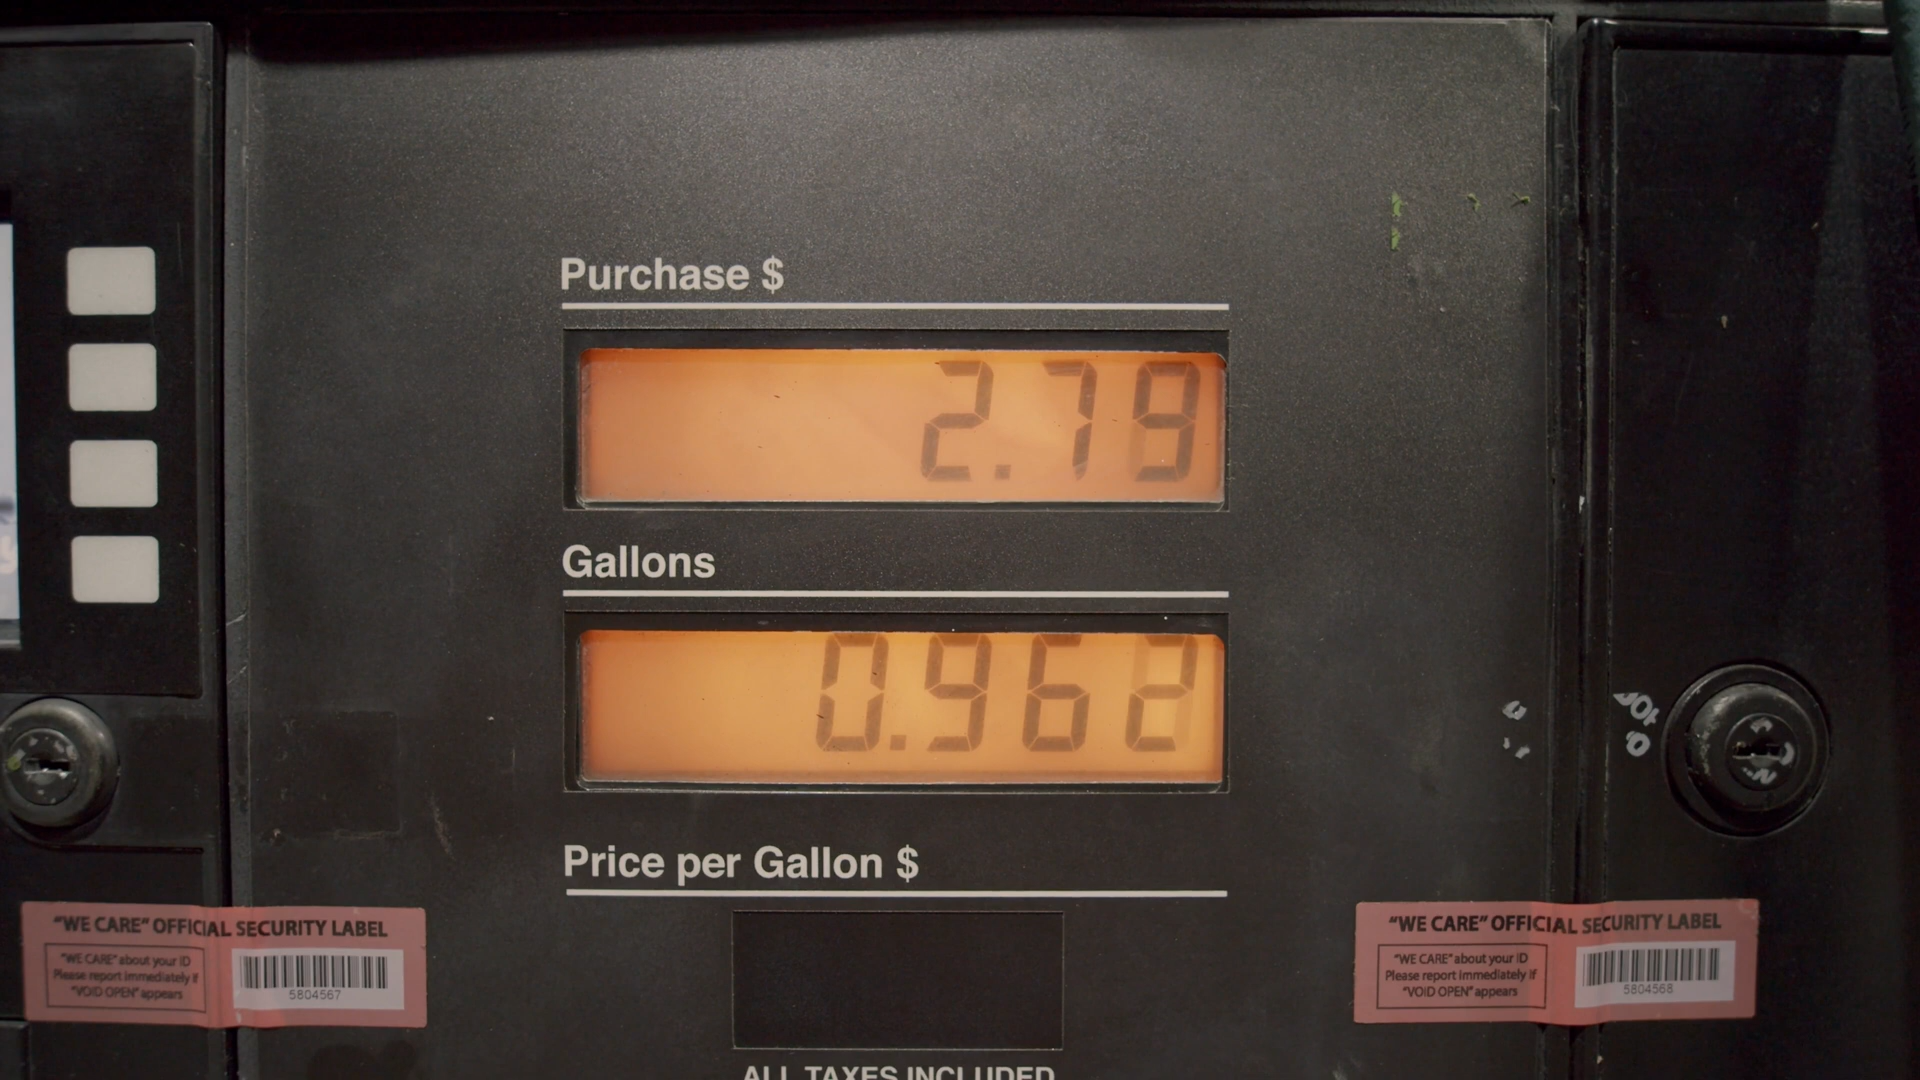 Purchase $
2.79
Gallons
0.962
Price per Gallon $
"WE CARE" OFFICIAL SECURITY LABEL
"WE CARE" about your ID
Please report immediately if
"VOID OPEN" appears
5804567
"WE CARE" OFFICIAL SECURITY LABEL
"WE CARE" about your ID
Please report immediately if
"VOID OPEN" appears
5804568
ALL TAXES INCLUDED